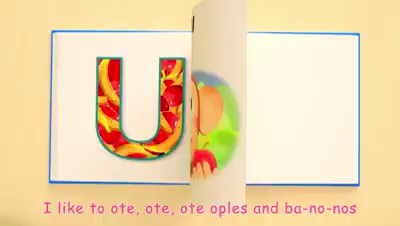 U
I like to ote, ote, ote oples and ba-no-nos